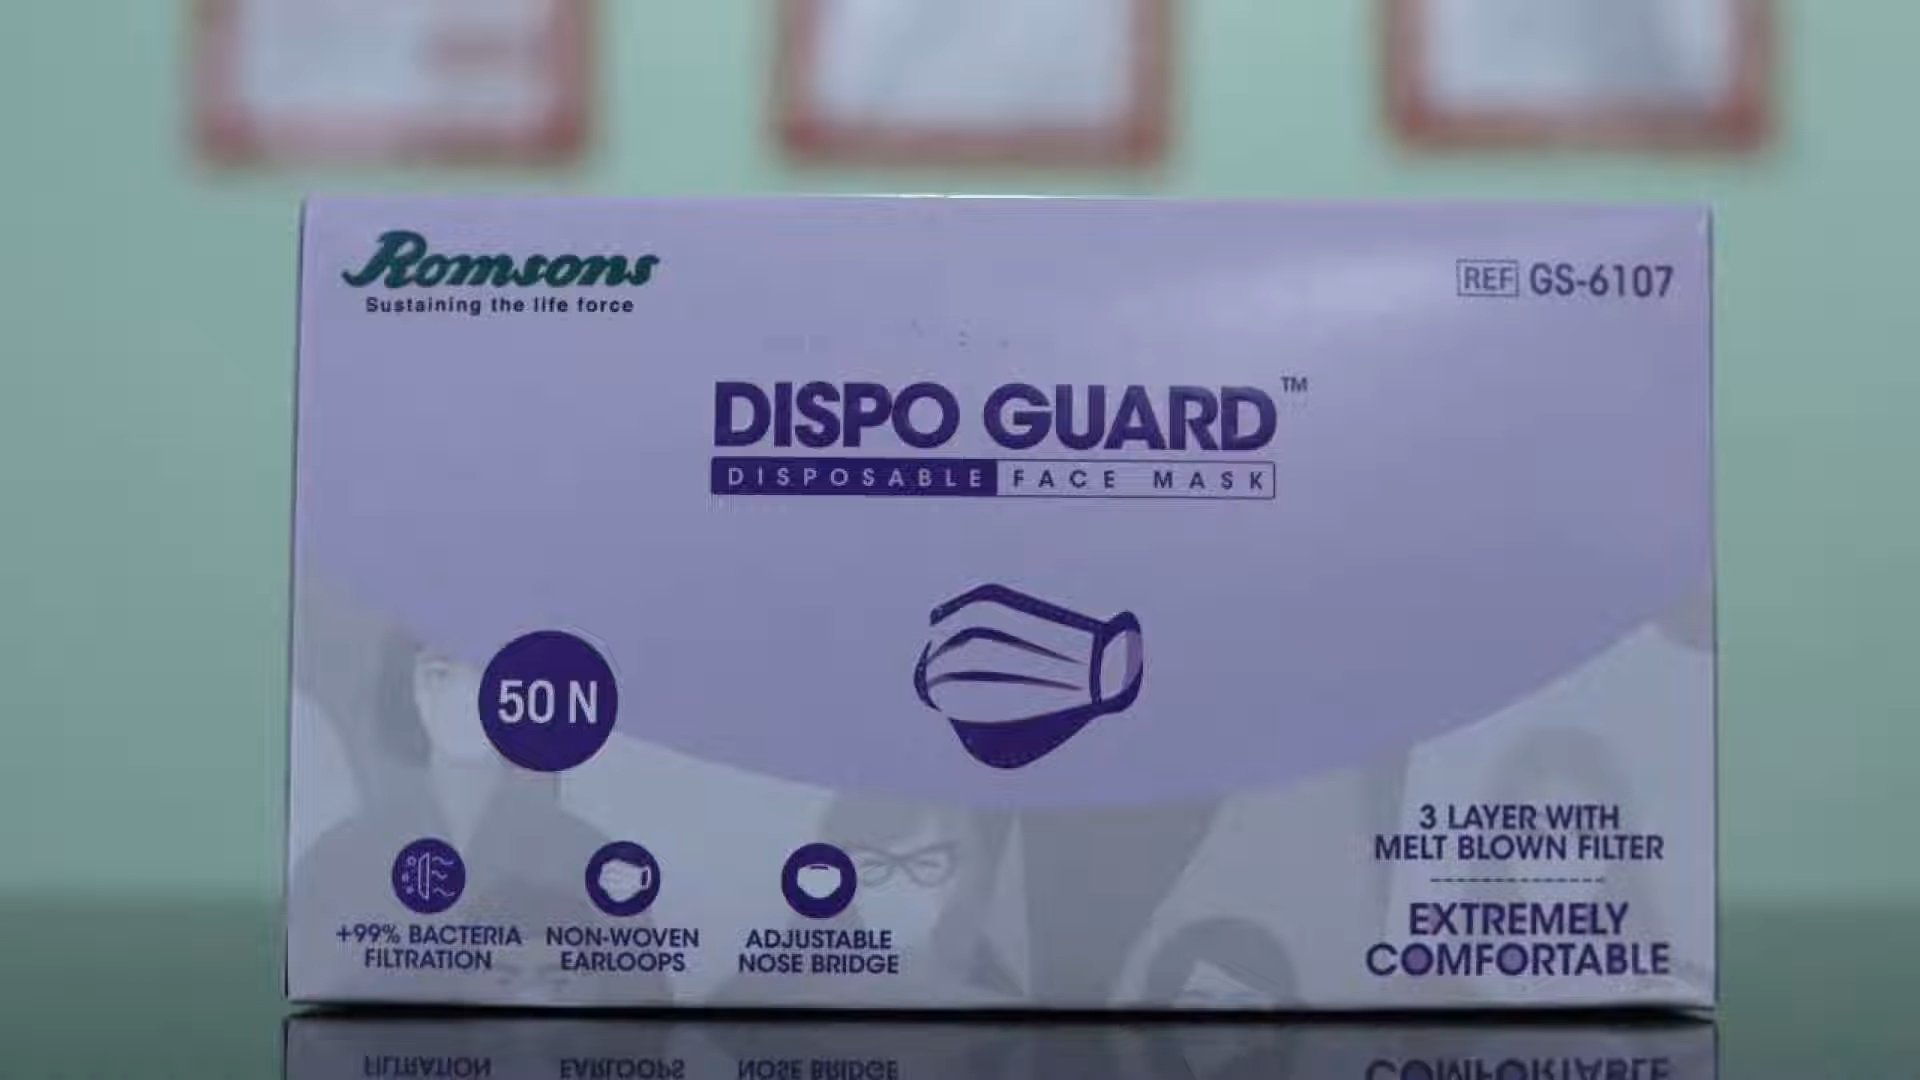 Romsons
Sustaining the life force
REF GS-6107
DISPO GUARD™
DISPOSABLE FACE MASK
50 N
+99% BACTERIA
FILTRATION
NON-WOVEN
EARLOOPS
ADJUSTABLE
NOSE BRIDGE
3 LAYER WITH
MELT BLOWN FILTER
EXTREMELY
COMFORTABLE